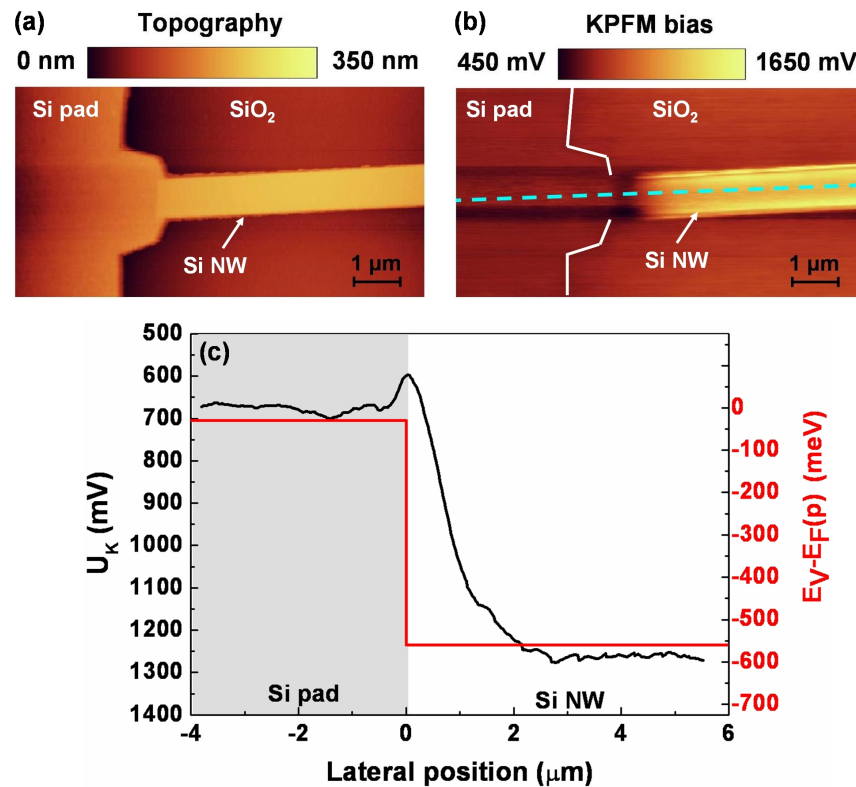 (a) Topography
0 nm 350 nm
Si pad SiO₂
Si NW
1 µm
(b) KPFM bias
450 mV 1650 mV
Si pad SiO₂
Si NW
1 µm
(c)
500
600
700
800
900
1000
1100
1200
1300
1400
U_K (mV)
0
-100
-200
-300
-400
-500
-600
-700
E_V-E_F(p) (meV)
Si pad Si NW
-4 -2 0 2 4 6
Lateral position (µm)